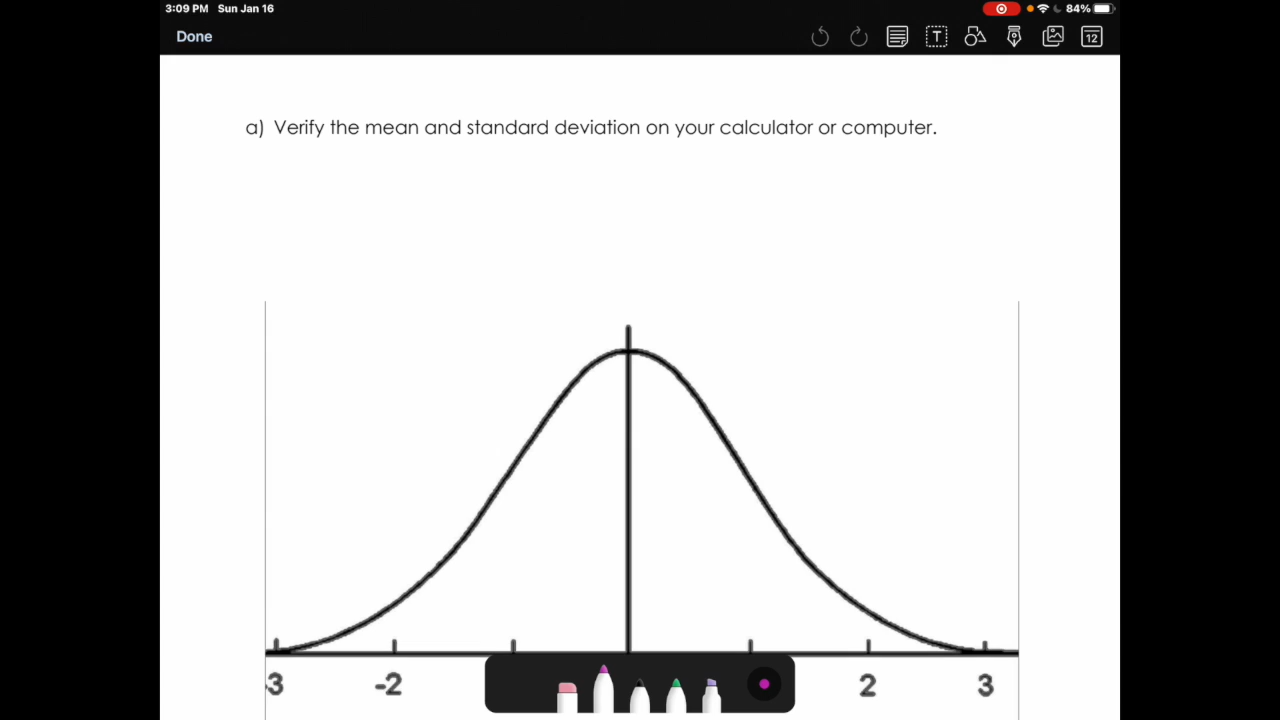 3:09 PM Sun Jan 16
84%
Done
T
12
a) Verify the mean and standard deviation on your calculator or computer.
-3 -2 2 3